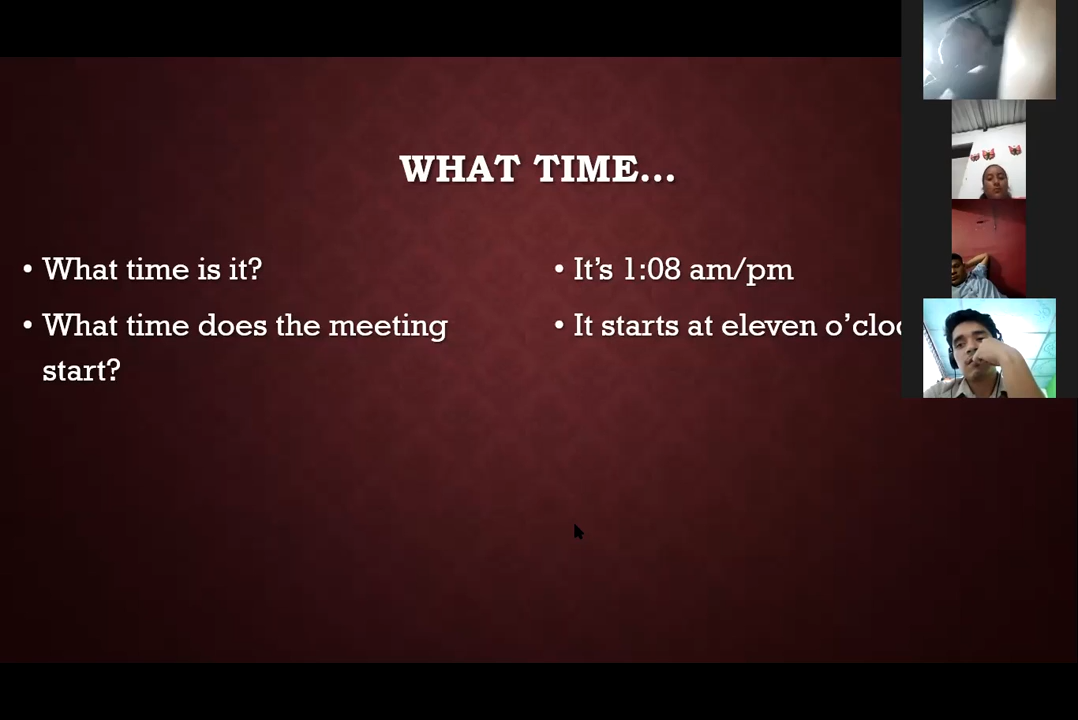 WHAT TIME...
• What time is it?
• What time does the meeting
start?
• It's 1:08 am/pm
• It starts at eleven